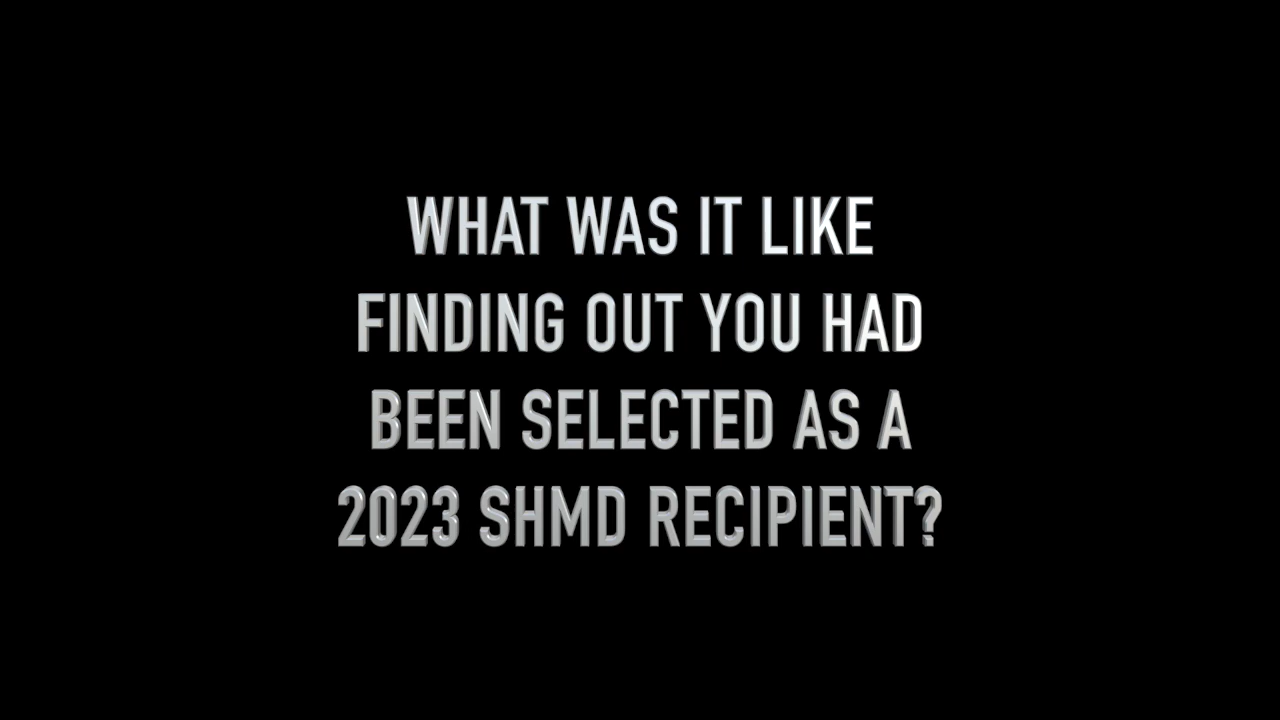 WHAT WAS IT LIKE
FINDING OUT YOU HAD
BEEN SELECTED AS A
2023 SHMD RECIPIENT?